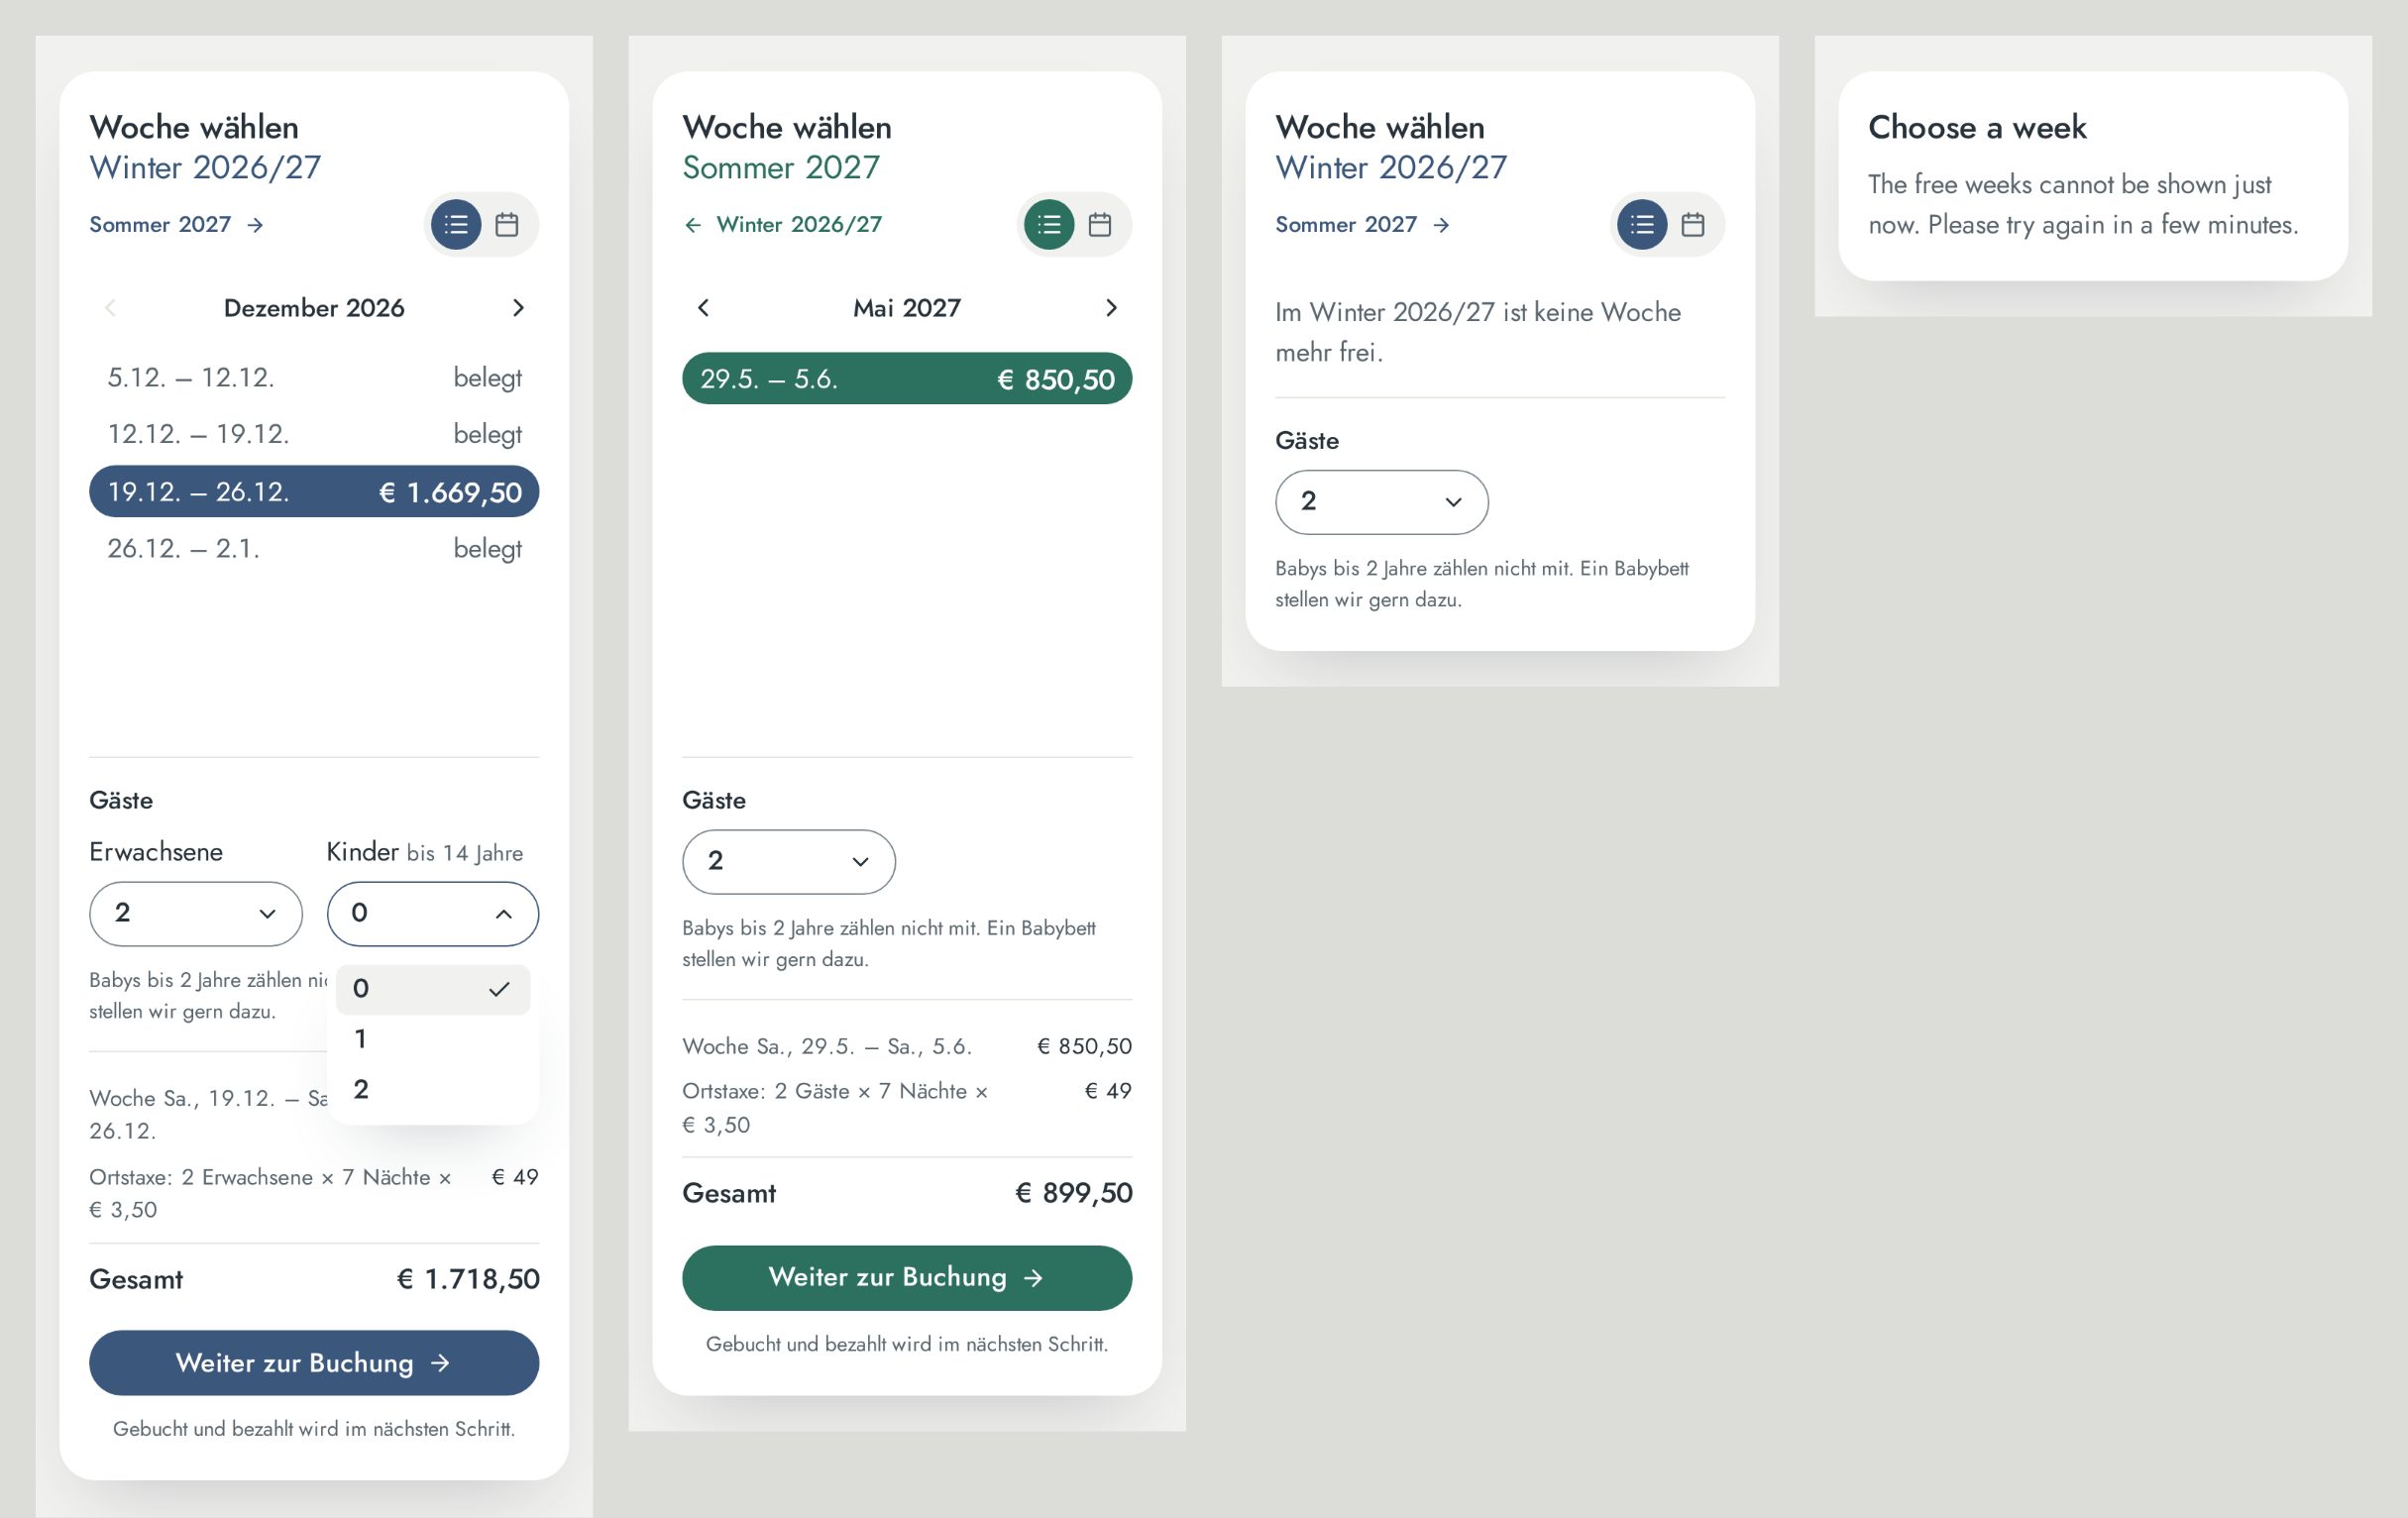 Woche wählen
Winter 2026/27
Sommer 2027 →
Dezember 2026
5.12. – 12.12. belegt
12.12. – 19.12. belegt
19.12. – 26.12. € 1.669,50
26.12. – 2.1. belegt
Gäste
Erwachsene Kinder bis 14 Jahre
2 0
0
1
2
Babys bis 2 Jahre zählen
stellen wir gern dazu.
Woche Sa., 19.12. –
26.12.
Ortstaxe: 2 Erwachsene × 7 Nächte × € 49
€ 3,50
Gesamt € 1.718,50
Weiter zur Buchung →
Gebucht und bezahlt wird im nächsten Schritt.
Woche wählen
Sommer 2027
← Winter 2026/27
Mai 2027
29.5. – 5.6. € 850,50
Gäste
2
Babys bis 2 Jahre zählen nicht mit. Ein Babybett
stellen wir gern dazu.
Woche Sa., 29.5. – Sa., 5.6. € 850,50
Ortstaxe: 2 Gäste × 7 Nächte × € 49
€ 3,50
Gesamt € 899,50
Weiter zur Buchung →
Gebucht und bezahlt wird im nächsten Schritt.
Woche wählen
Winter 2026/27
Sommer 2027 →
Im Winter 2026/27 ist keine Woche
mehr frei.
Gäste
2
Babys bis 2 Jahre zählen nicht mit. Ein Babybett
stellen wir gern dazu.
Choose a week
The free weeks cannot be shown just
now. Please try again in a few minutes.